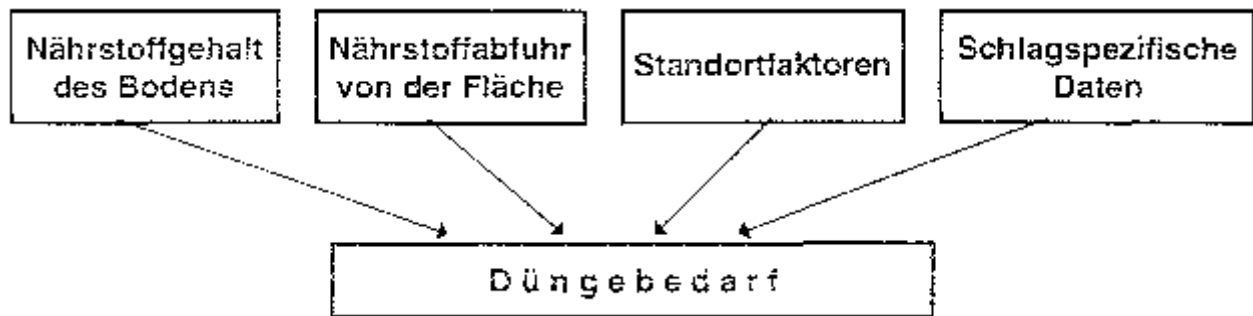 Nährstoffgehalt
des Bodens
Nährstoffabfuhr
von der Fläche
Standortfaktoren
Schlagspezifische
Daten
Düngebedarf